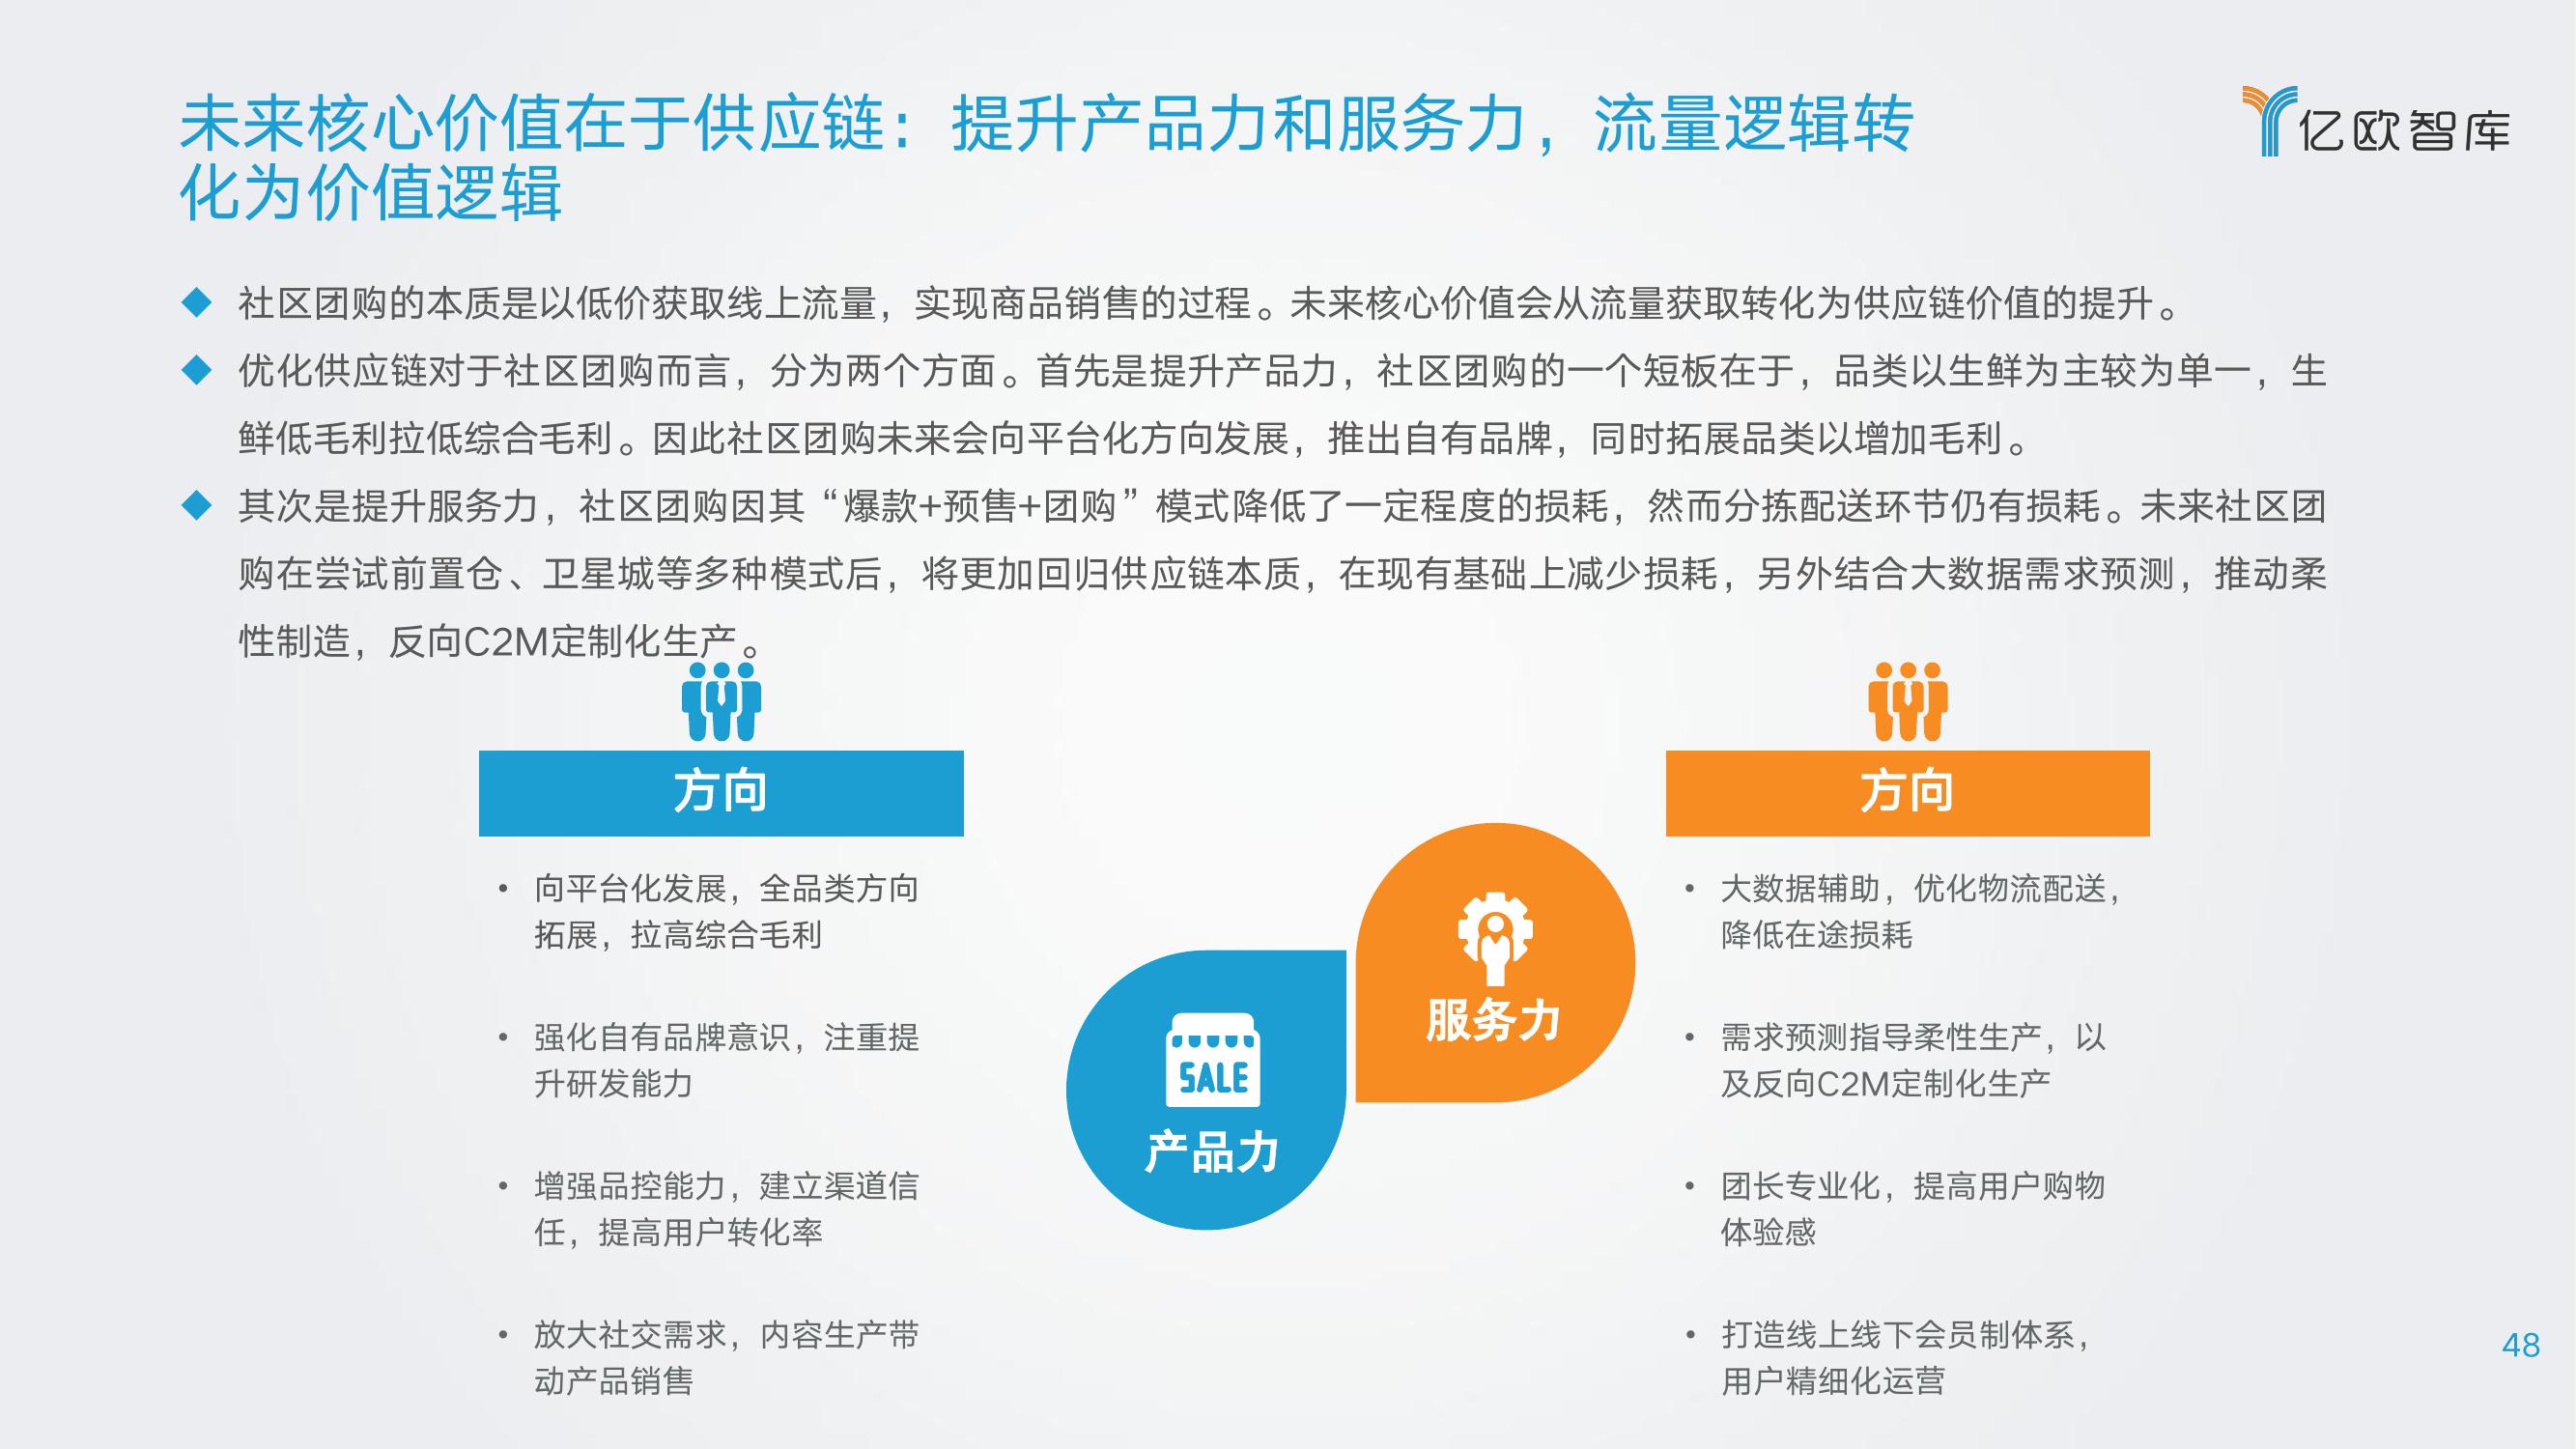 未来核心价值在于供应链：提升产品力和服务力，流量逻辑转
化为价值逻辑
亿欧智库
◆ 社区团购的本质是以低价获取线上流量，实现商品销售的过程。未来核心价值会从流量获取转化为供应链价值的提升。
◆ 优化供应链对于社区团购而言，分为两个方面。首先是提升产品力，社区团购的一个短板在于，品类以生鲜为主较为单一，生
鲜低毛利拉低综合毛利。因此社区团购未来会向平台化方向发展，推出自有品牌，同时拓展品类以增加毛利。
◆ 其次是提升服务力，社区团购因其“爆款+预售+团购”模式降低了一定程度的损耗，然而分拣配送环节仍有损耗。未来社区团
购在尝试前置仓、卫星城等多种模式后，将更加回归供应链本质，在现有基础上减少损耗，另外结合大数据需求预测，推动柔
性制造，反向C2M定制化生产。
方向
• 向平台化发展，全品类方向
拓展，拉高综合毛利
• 强化自有品牌意识，注重提
升研发能力
• 增强品控能力，建立渠道信
任，提高用户转化率
• 放大社交需求，内容生产带
动产品销售
SALE
产品力
服务力
方向
• 大数据辅助，优化物流配送，
降低在途损耗
• 需求预测指导柔性生产，以
及反向C2M定制化生产
• 团长专业化，提高用户购物
体验感
• 打造线上线下会员制体系，
用户精细化运营
48